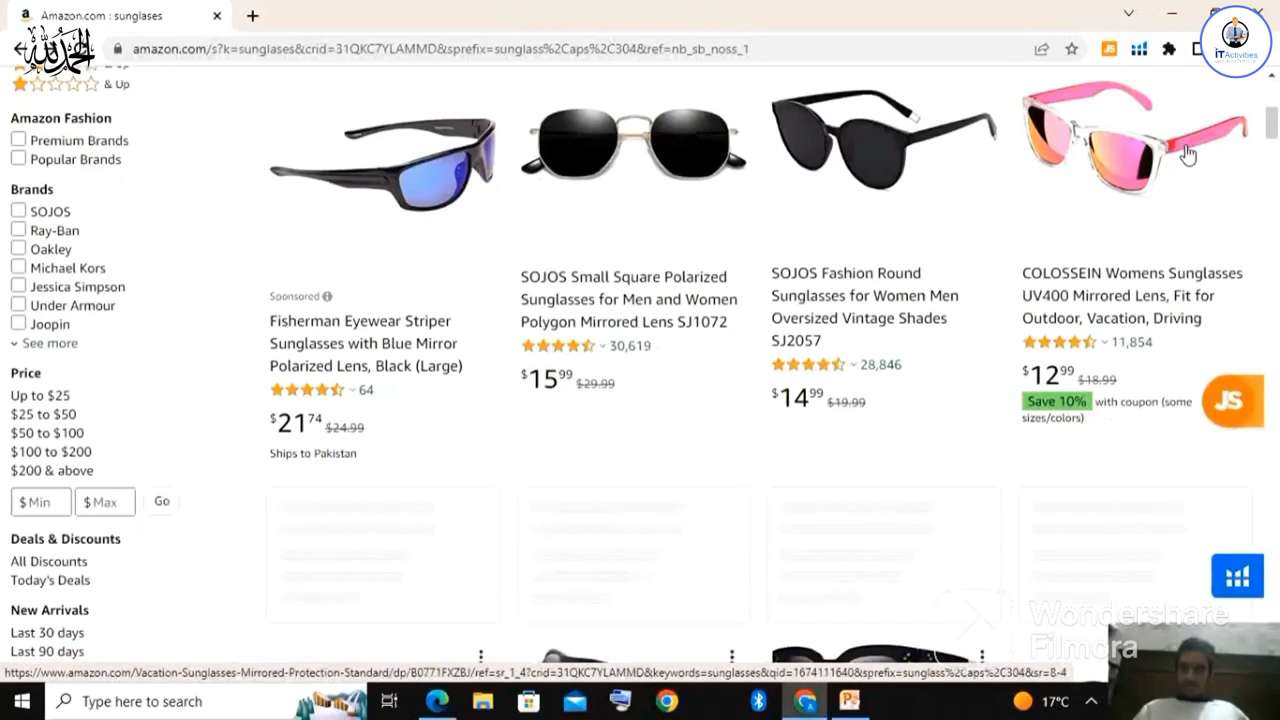 Amazon.com : sunglasses
الحمد لله
amazon.com/s?k=sunglases&crid=31QKC7YLAMMD&sprefix=sunglass%2Caps%2C304&ref=nb_sb_noss_1
JS
iT Activities
& Up
Amazon Fashion
Premium Brands
Popular Brands
Brands
SOJOS
Ray-Ban
Oakley
Michael Kors
Jessica Simpson
Under Armour
Joopin
See more
Price
Up to $25
$25 to $50
$50 to $100
$100 to $200
$200 & above
$ Min
$ Max
Go
Deals & Discounts
All Discounts
Today's Deals
New Arrivals
Last 30 days
Last 90 days
Sponsored
Fisherman Eyewear Striper
Sunglasses with Blue Mirror
Polarized Lens, Black (Large)
64
$21 74 $24.99
Ships to Pakistan
SOJOS Small Square Polarized
Sunglasses for Men and Women
Polygon Mirrored Lens SJ1072
30,619
$15 99 $29.99
SOJOS Fashion Round
Sunglasses for Women Men
Oversized Vintage Shades
SJ2057
28,846
$14 99 $19.99
COLOSSEIN Womens Sunglasses
UV400 Mirrored Lens, Fit for
Outdoor, Vacation, Driving
11,854
$12 99 $18.99
Save 10% with coupon (some
sizes/colors)
JS
Wondershare
Filmora
https://www.amazon.com/Vacation-Sunglasses-Mirrored-Protection-Standard/dp/B0771FXZBJ/ref=sr_1_4?crid=31QKC7YLAMMD&keywords=sunglases&qid=1674111640&sprefix=sunglass%2Caps%2C304&sr=8-4
Type here to search
17°C